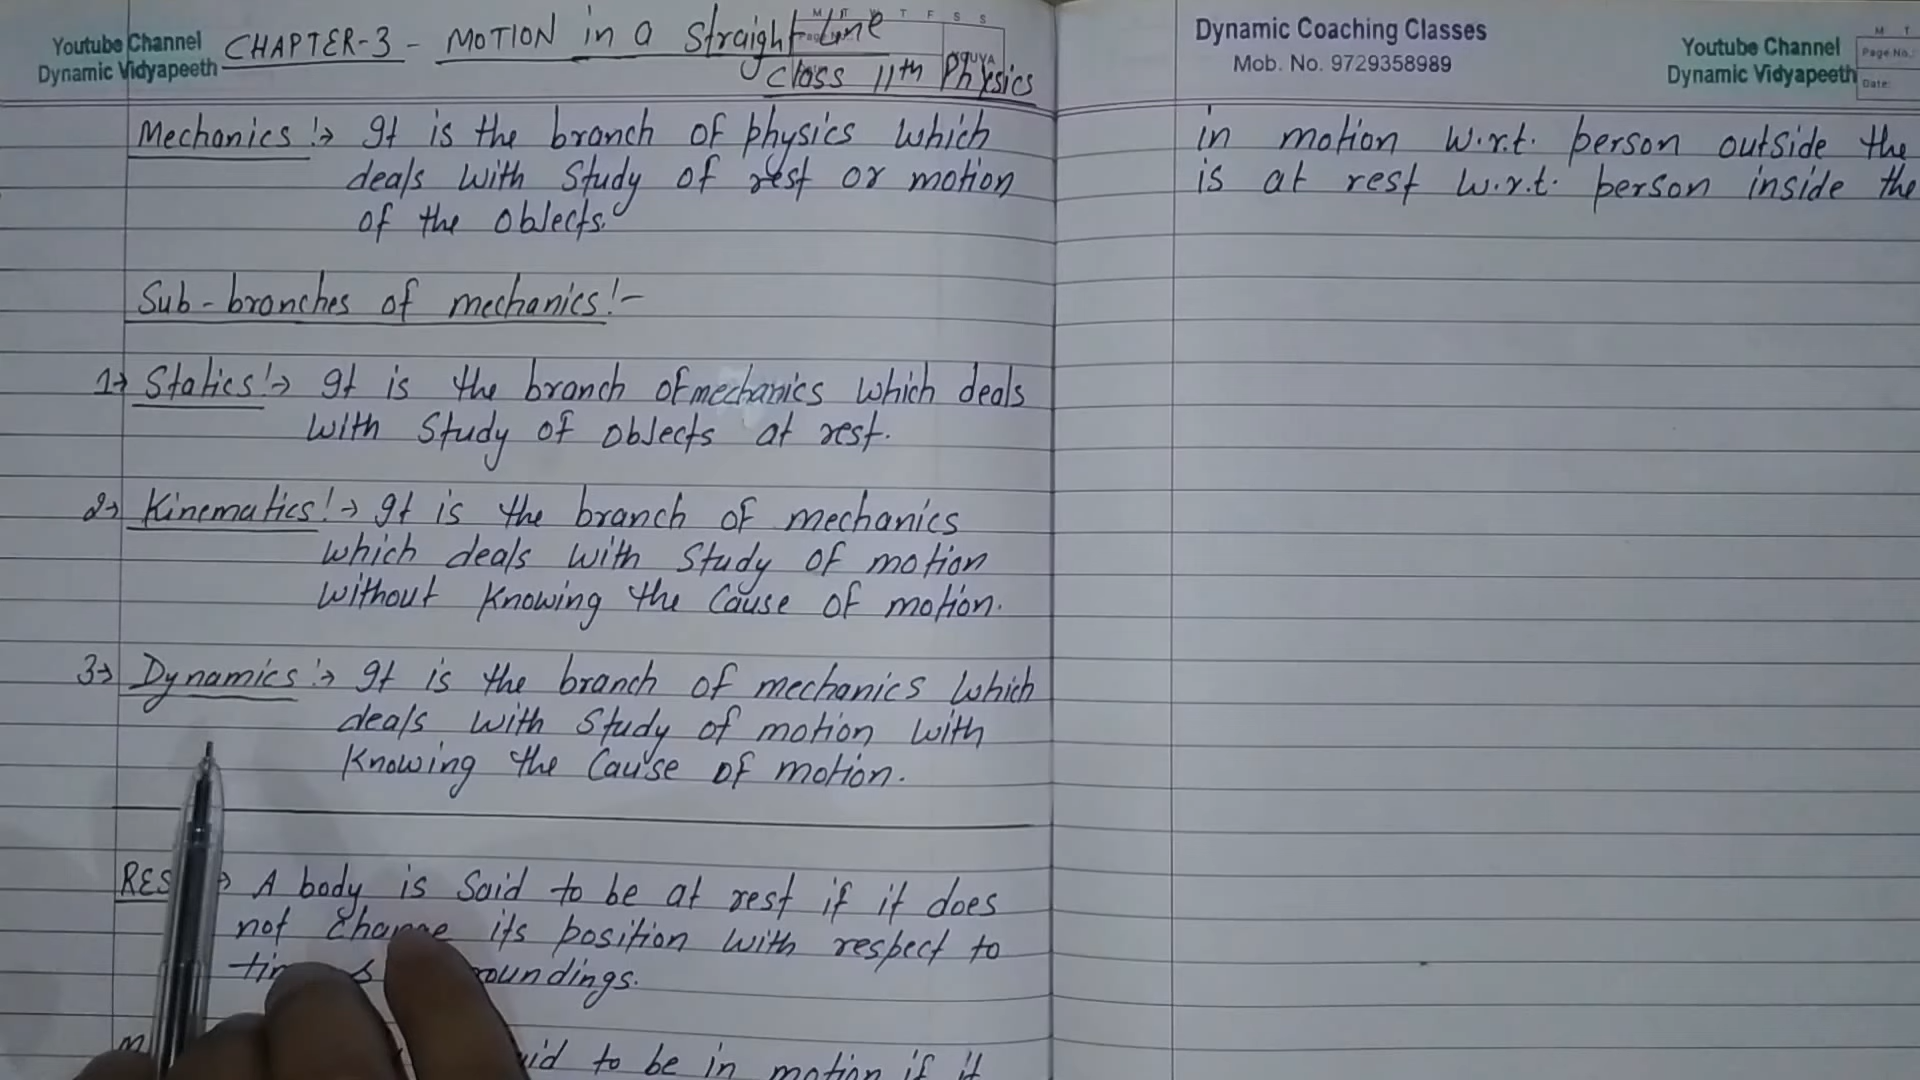 Youtube Channel
Dynamic Vidyapeeth
CHAPTER-3 - MOTION in a Straight Line
Class 11th Physics
M T W T F S S
Mechanics :→ It is the branch of physics which
deals with Study of rest or motion
of the objects.
Sub-branches of mechanics :-
1→ Statics :→ It is the branch of mechanics which deals
with Study of objects at rest.
2→ Kinematics :→ It is the branch of mechanics
which deals with Study of motion
without Knowing the Cause of motion.
3→ Dynamics :→ It is the branch of mechanics which
deals with Study of motion with
Knowing the Cause of motion.
RES → A body is Said to be at rest if it does
not change its position with respect to
oundings.
to be in motion if it
Dynamic Coaching Classes
Mob. No. 9729358989
Youtube Channel
Dynamic Vidyapeeth
M T
Page No.:
Date:
in motion w.r.t. person outside the
is at rest w.r.t. person inside the